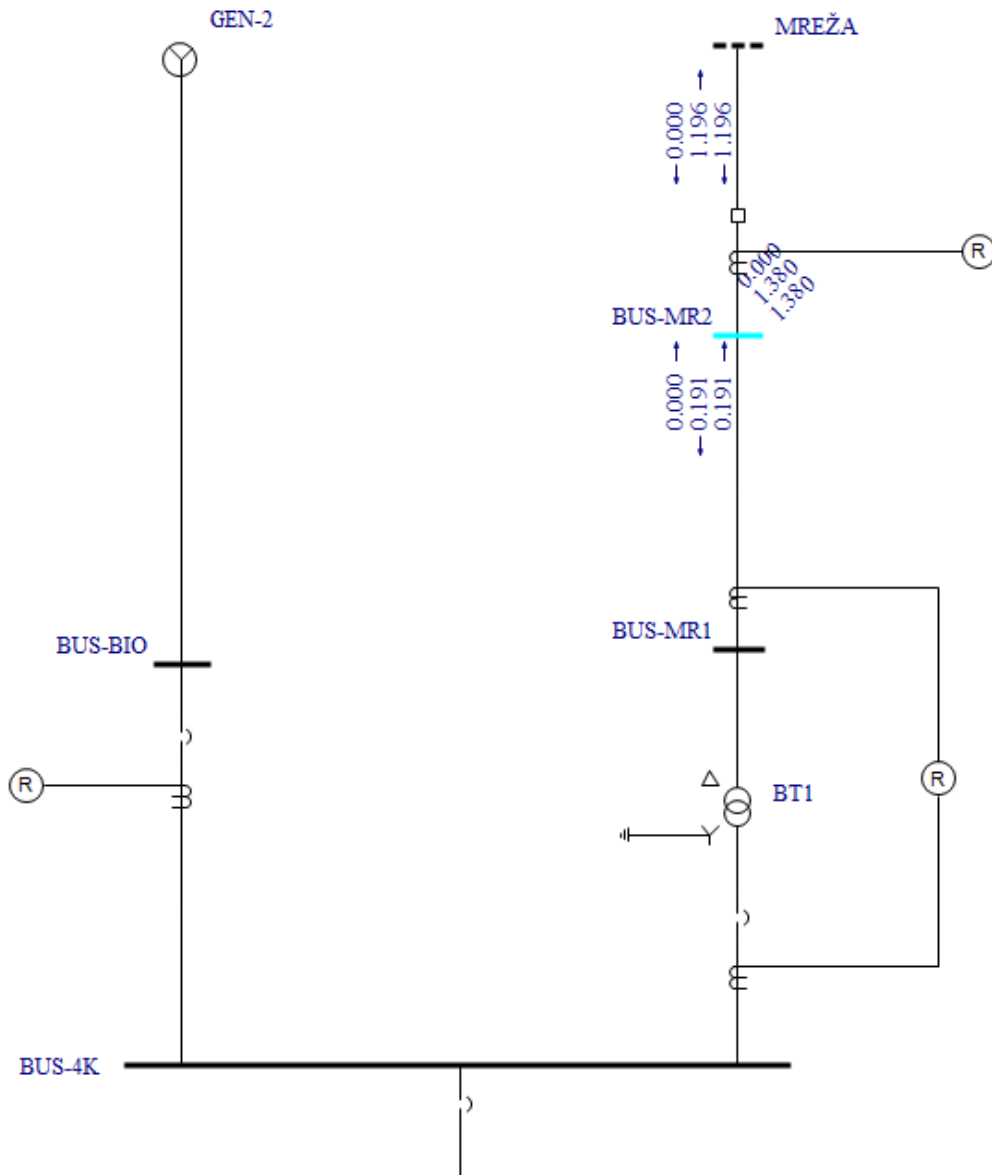 GEN-2
MREŽA
0.000
1.196
1.196
R
0.000
1.380
1.380
BUS-MR2
0.000
0.191
0.191
BUS-MR1
BUS-BIO
R
R
BT1
BUS-4K